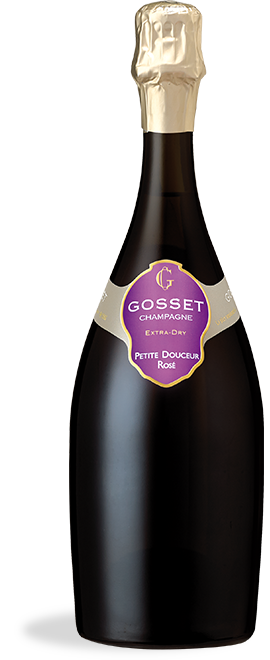 G
GOSSET
CHAMPAGNE
EXTRA-DRY
PETITE DOUCEUR
ROSÉ